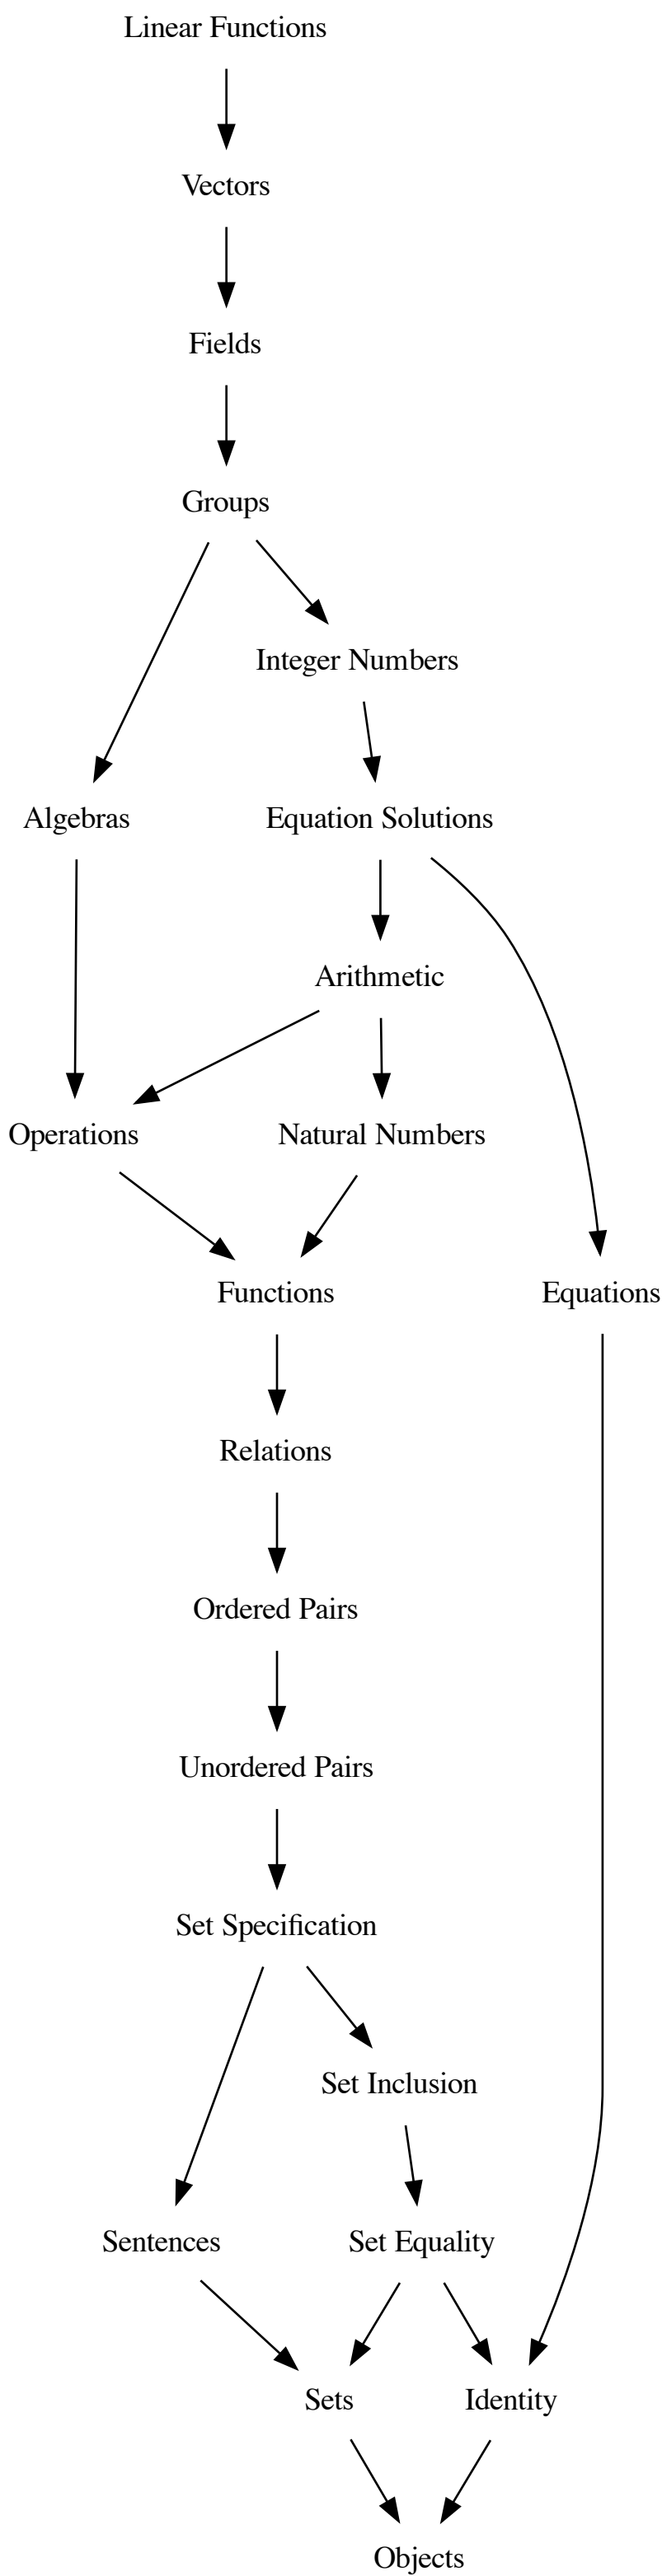 Linear Functions
Vectors
Fields
Groups
Integer Numbers
Algebras
Equation Solutions
Arithmetic
Operations
Natural Numbers
Functions
Equations
Relations
Ordered Pairs
Unordered Pairs
Set Specification
Set Inclusion
Sentences
Set Equality
Sets
Identity
Objects